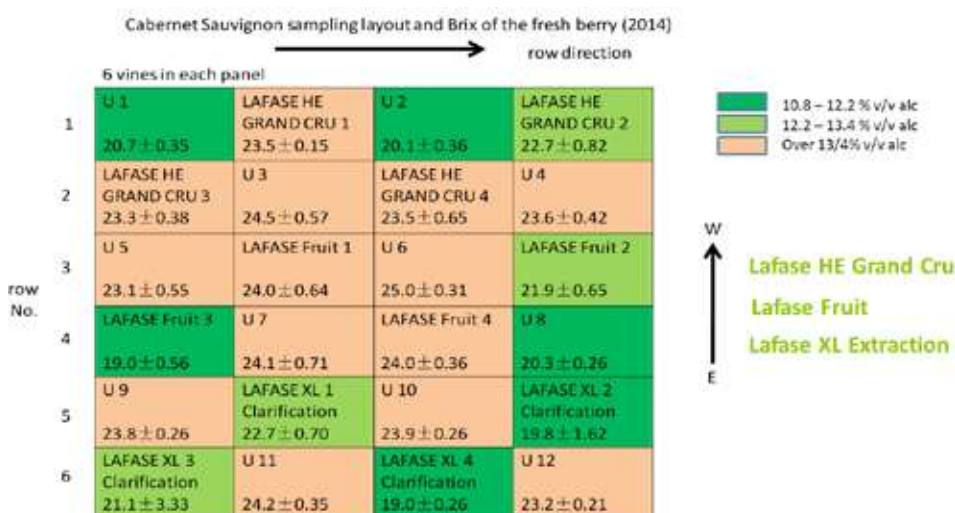 Cabernet Sauvignon sampling layout and Brix of the fresh berry (2014)
row direction
6 vines in each panel
1
U 1
20.7±0.35
LAFASE HE
GRAND CRU 1
23.5±0.15
U 2
20.1±0.36
LAFASE HE
GRAND CRU 2
22.7±0.82
2
LAFASE HE
GRAND CRU 3
23.3±0.38
U 3
24.5±0.57
LAFASE HE
GRAND CRU 4
23.5±0.65
U 4
23.6±0.42
row
No.
3
U 5
23.1±0.55
LAFASE Fruit 1
24.0±0.64
U 6
25.0±0.31
LAFASE Fruit 2
21.9±0.65
4
LAFASE Fruit 3
19.0±0.56
U 7
24.1±0.71
LAFASE Fruit 4
24.0±0.36
U 8
20.3±0.26
5
U 9
23.8±0.26
LAFASE XL 1
Clarification
22.7±0.70
U 10
23.9±0.26
LAFASE XL 2
Clarification
19.8±1.62
6
LAFASE XL 3
Clarification
21.1±3.33
U 11
24.2±0.35
LAFASE XL 4
Clarification
19.0±0.26
U 12
23.2±0.21
10.8 – 12.2 % v/v alc
12.2 – 13.4 % v/v alc
Over 13/4% v/v alc
W
E
Lafase HE Grand Cru
Lafase Fruit
Lafase XL Extraction